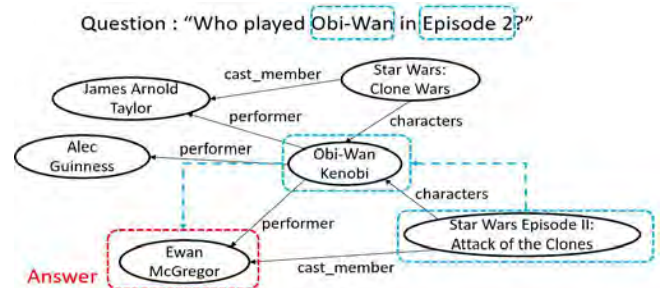 Question : “Who played Obi-Wan in Episode 2?”
cast_member
Star Wars:
Clone Wars
James Arnold
Taylor
performer
characters
Alec
Guinness
performer
Obi-Wan
Kenobi
characters
performer
Star Wars Episode II:
Attack of the Clones
Ewan
McGregor
cast_member
Answer